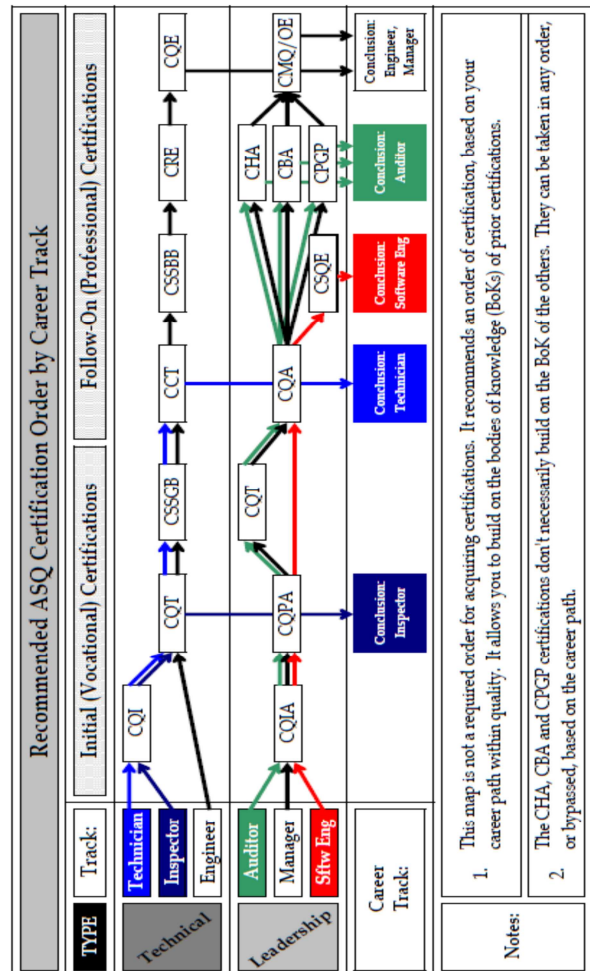 Recommended ASQ Certification Order by Career Track
TYPE
Track:
Initial (Vocational) Certifications
Follow-On (Professional) Certifications
Technical
Technician
Inspector
Engineer
CQI
CQT
CSSGB
CCT
CSSBB
CRE
CQE
Leadership
Auditor
Manager
Sftw Eng
CQIA
CQPA
CQT
CQA
CSQE
CHA
CBA
CPGP
CMQ/OE
Career
Track:
Conclusion:
Inspector
Conclusion:
Technician
Conclusion:
Software Eng
Conclusion:
Auditor
Conclusion:
Engineer,
Manager
Notes:
1. This map is not a required order for acquiring certifications. It recommends an order of certification, based on your
career path within quality. It allows you to build on the bodies of knowledge (BoKs) of prior certifications.
2. The CHA, CBA and CPGP certifications don't necessarily build on the BoK of the others. They can be taken in any order,
or bypassed, based on the career path.